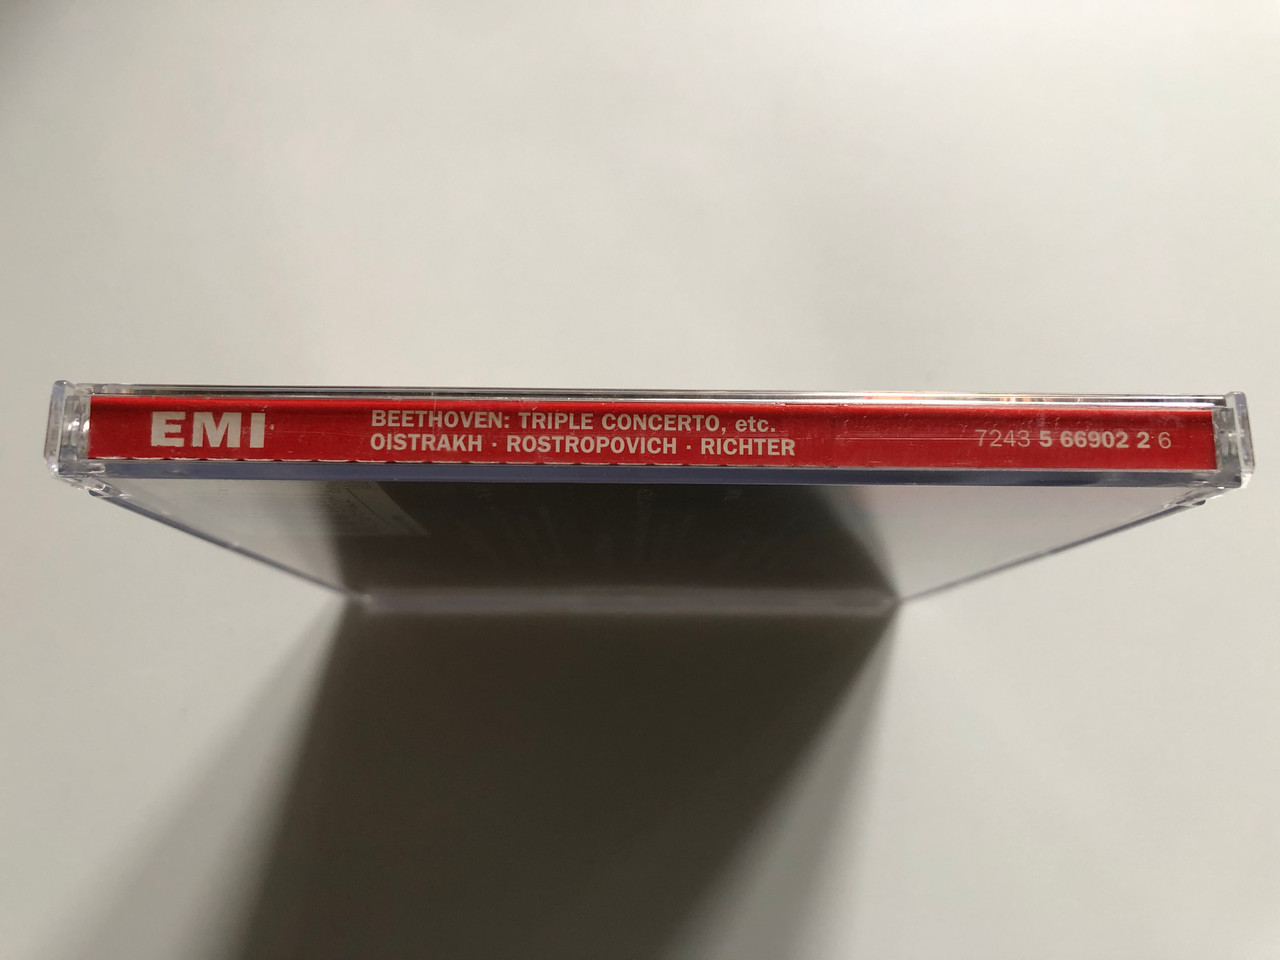 EMI
BEETHOVEN: TRIPLE CONCERTO, etc.
OISTRAKH · ROSTROPOVICH · RICHTER
7243 5 66902 2 6